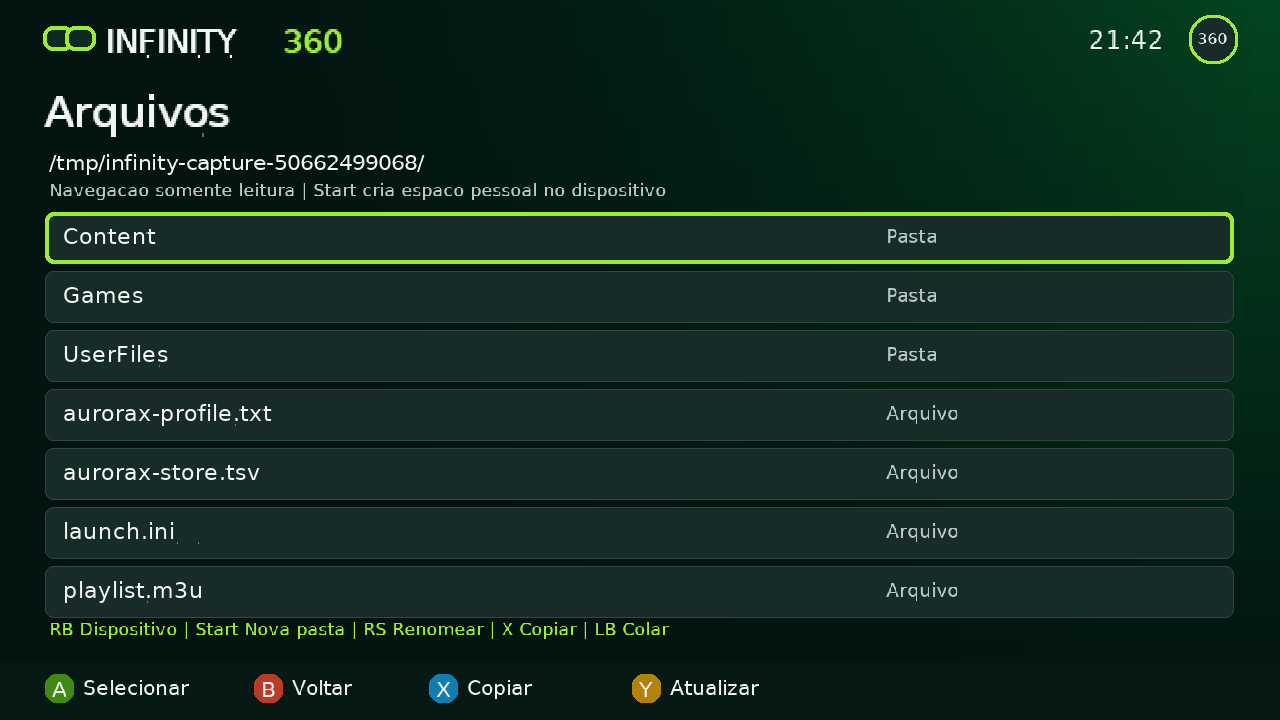 INFINITY 360 21:42 360
Arquivos
/tmp/infinity-capture-50662499068/
Navegacao somente leitura | Start cria espaco pessoal no dispositivo
Content Pasta
Games Pasta
UserFiles Pasta
aurorax-profile.txt Arquivo
aurorax-store.tsv Arquivo
launch.ini Arquivo
playlist.m3u Arquivo
RB Dispositivo | Start Nova pasta | RS Renomear | X Copiar | LB Colar
A Selecionar B Voltar X Copiar Y Atualizar